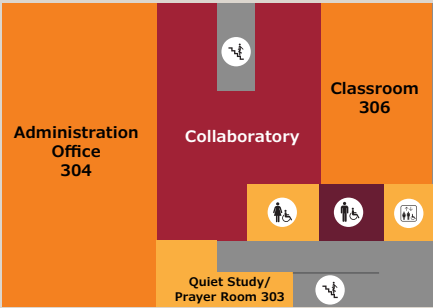 Classroom
306
Administration
Office
304
Collaboratory
Quiet Study/
Prayer Room 303